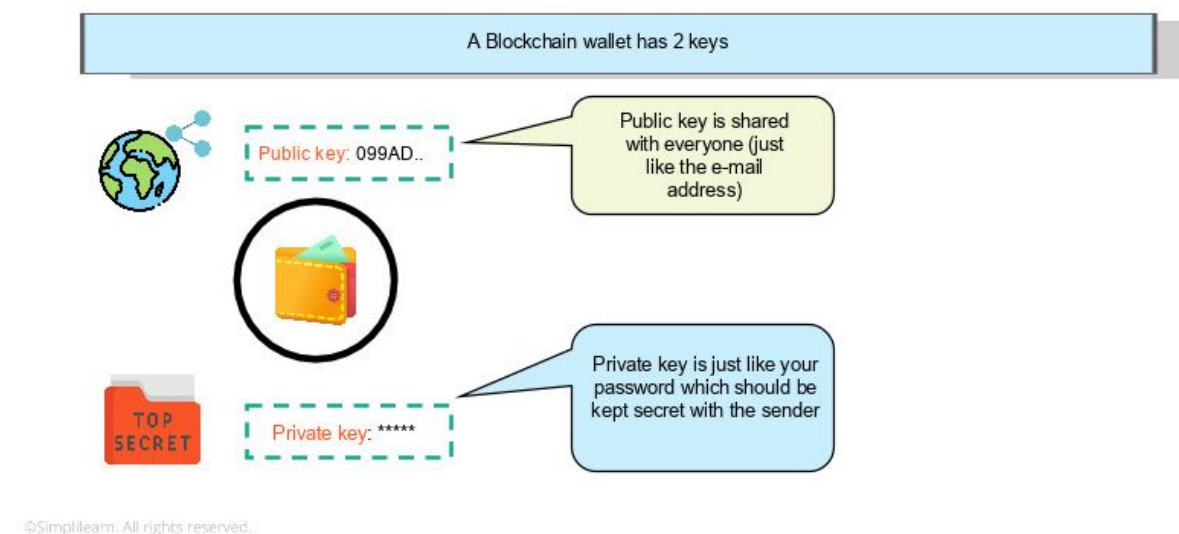 A Blockchain wallet has 2 keys
Public key: 099AD..
Public key is shared
with everyone (just
like the e-mail
address)
Private key is just like your
password which should be
kept secret with the sender
TOP
SECRET
Private key: *****
©Simplilearn. All rights reserved.